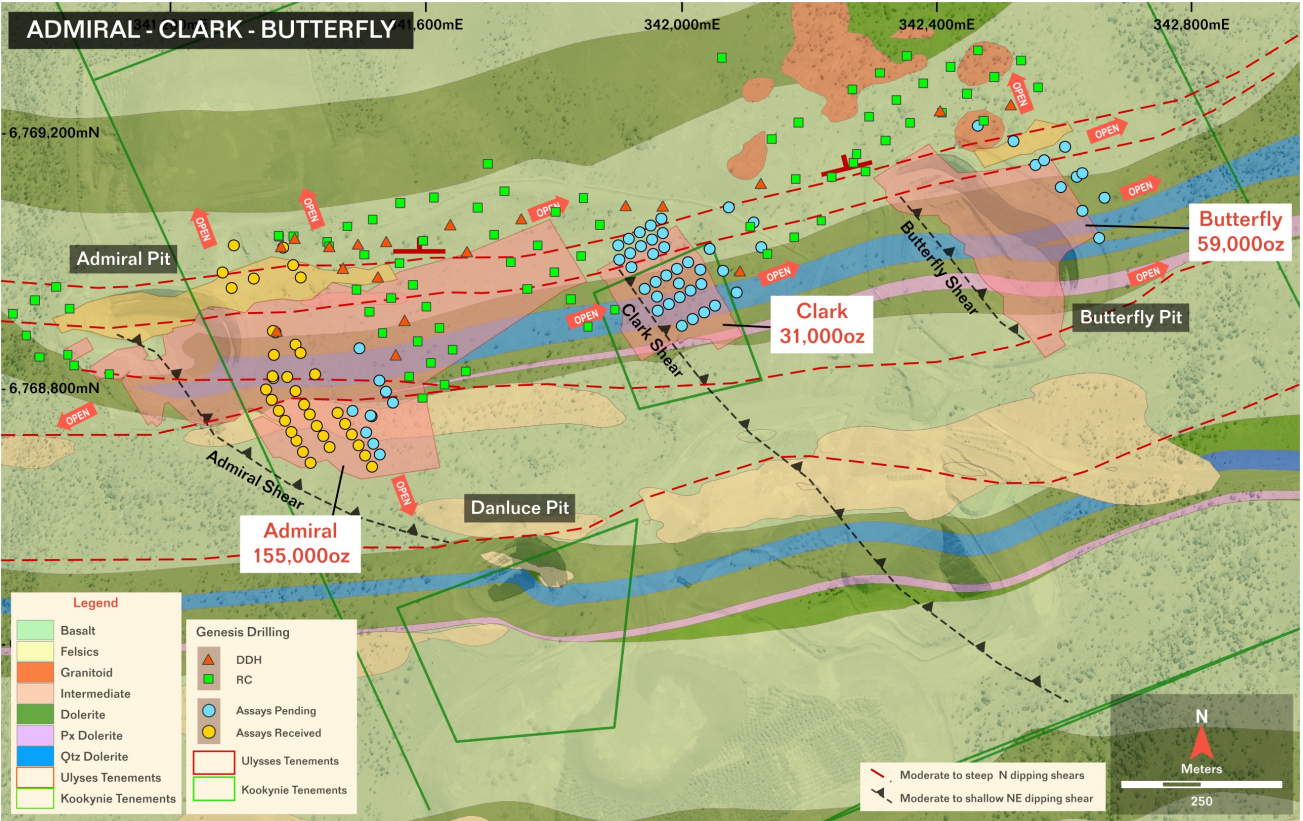 ADMIRAL - CLARK - BUTTERFLY
341,600mE
342,000mE
342,400mE
342,800mE
6,769,200mN
6,768,800mN
OPEN
OPEN
OPEN
OPEN
OPEN
OPEN
OPEN
OPEN
OPEN
OPEN
OPEN
Admiral Pit
Butterfly
59,000oz
Butterfly Shear
Butterfly Pit
Clark
31,000oz
Clark Shear
Admiral Shear
Admiral
155,000oz
Danluce Pit
Legend
Basalt
Felsics
Granitoid
Intermediate
Dolerite
Px Dolerite
Qtz Dolerite
Ulyses Tenements
Kookynie Tenements
Genesis Drilling
DDH
RC
Assays Pending
Assays Received
Ulysses Tenements
Kookynie Tenements
Moderate to steep N dipping shears
Moderate to shallow NE dipping shear
N
Meters
250